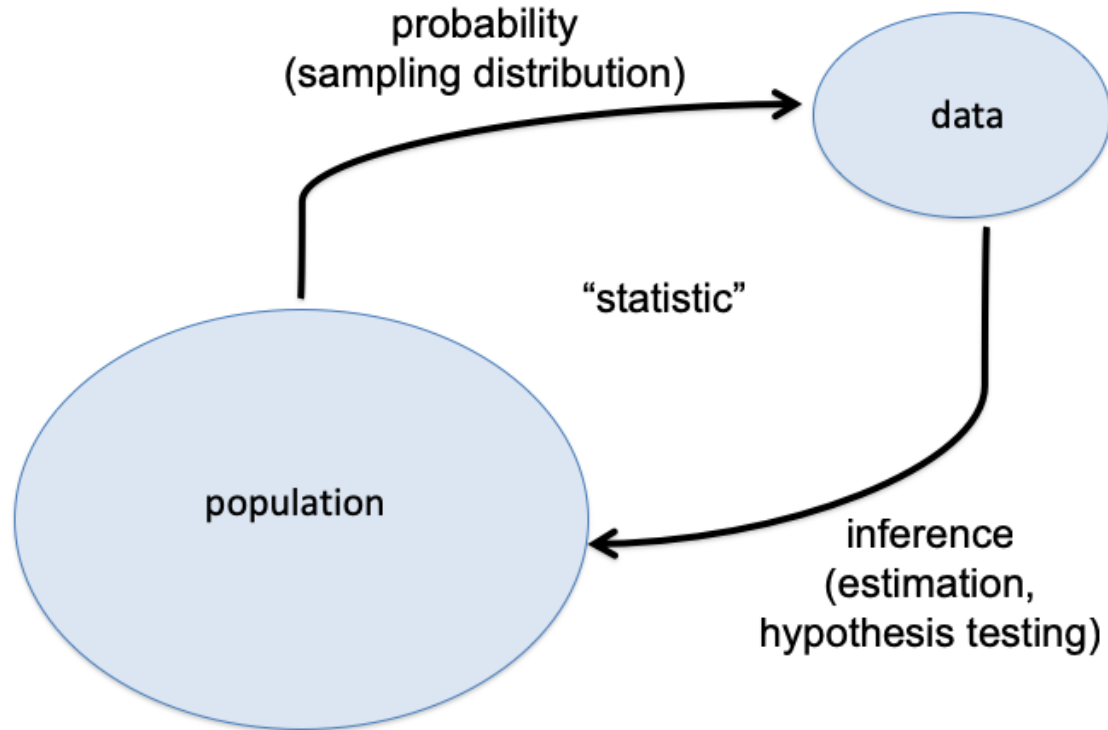 probability
(sampling distribution)
data
“statistic”
population
inference
(estimation,
hypothesis testing)